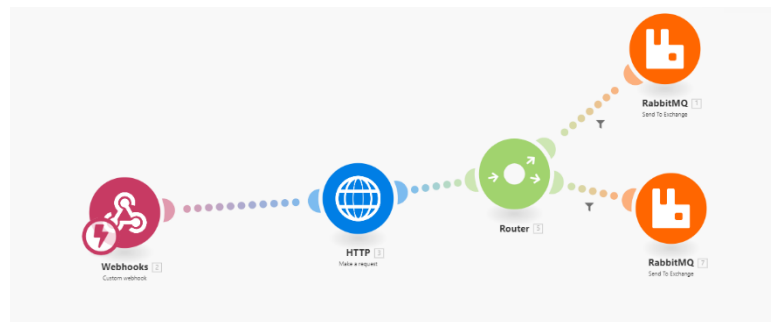 RabbitMQ 1
Send To Exchange
Router 5
HTTP 3
Make a request
Webhooks 2
Custom webhook
RabbitMQ 7
Send To Exchange